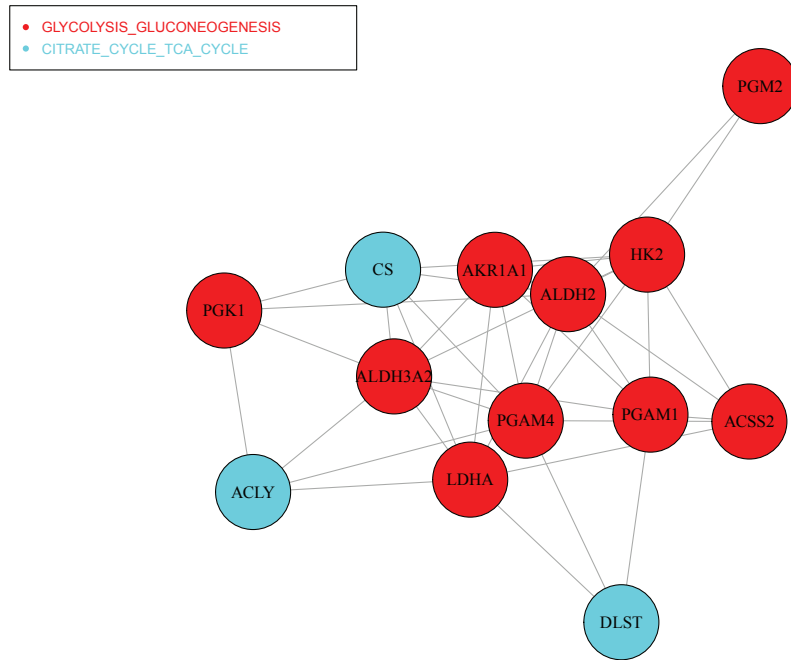 GLYCOLYSIS_GLUCONEOGENESIS
CITRATE_CYCLE_TCA_CYCLE
PGM2
HK2
CS
AKR1A1
ALDH2
PGK1
ALDH3A2
PGAM4
PGAM1
ACSS2
LDHA
ACLY
DLST